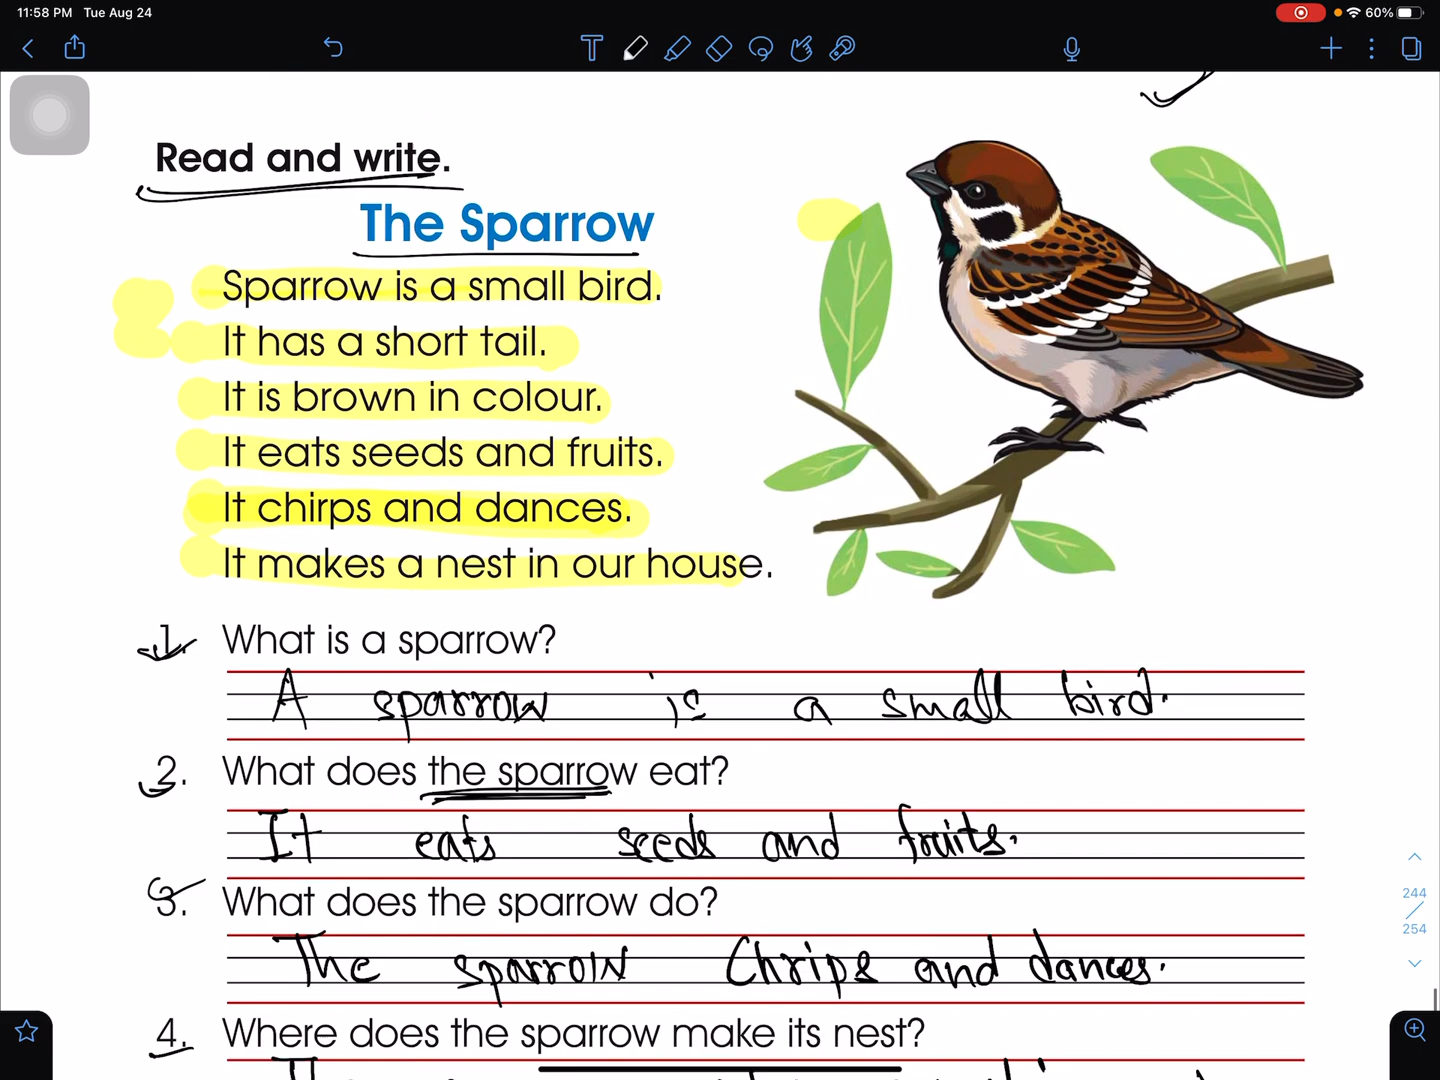 11:58 PM Tue Aug 24
60%
Read and write.
The Sparrow
Sparrow is a small bird.
It has a short tail.
It is brown in colour.
It eats seeds and fruits.
It chirps and dances.
It makes a nest in our house.
1. What is a sparrow?
A sparrow is a small bird.
2. What does the sparrow eat?
It eats seeds and fruits.
3. What does the sparrow do?
The sparrow Chrips and dances.
4. Where does the sparrow make its nest?
244
254